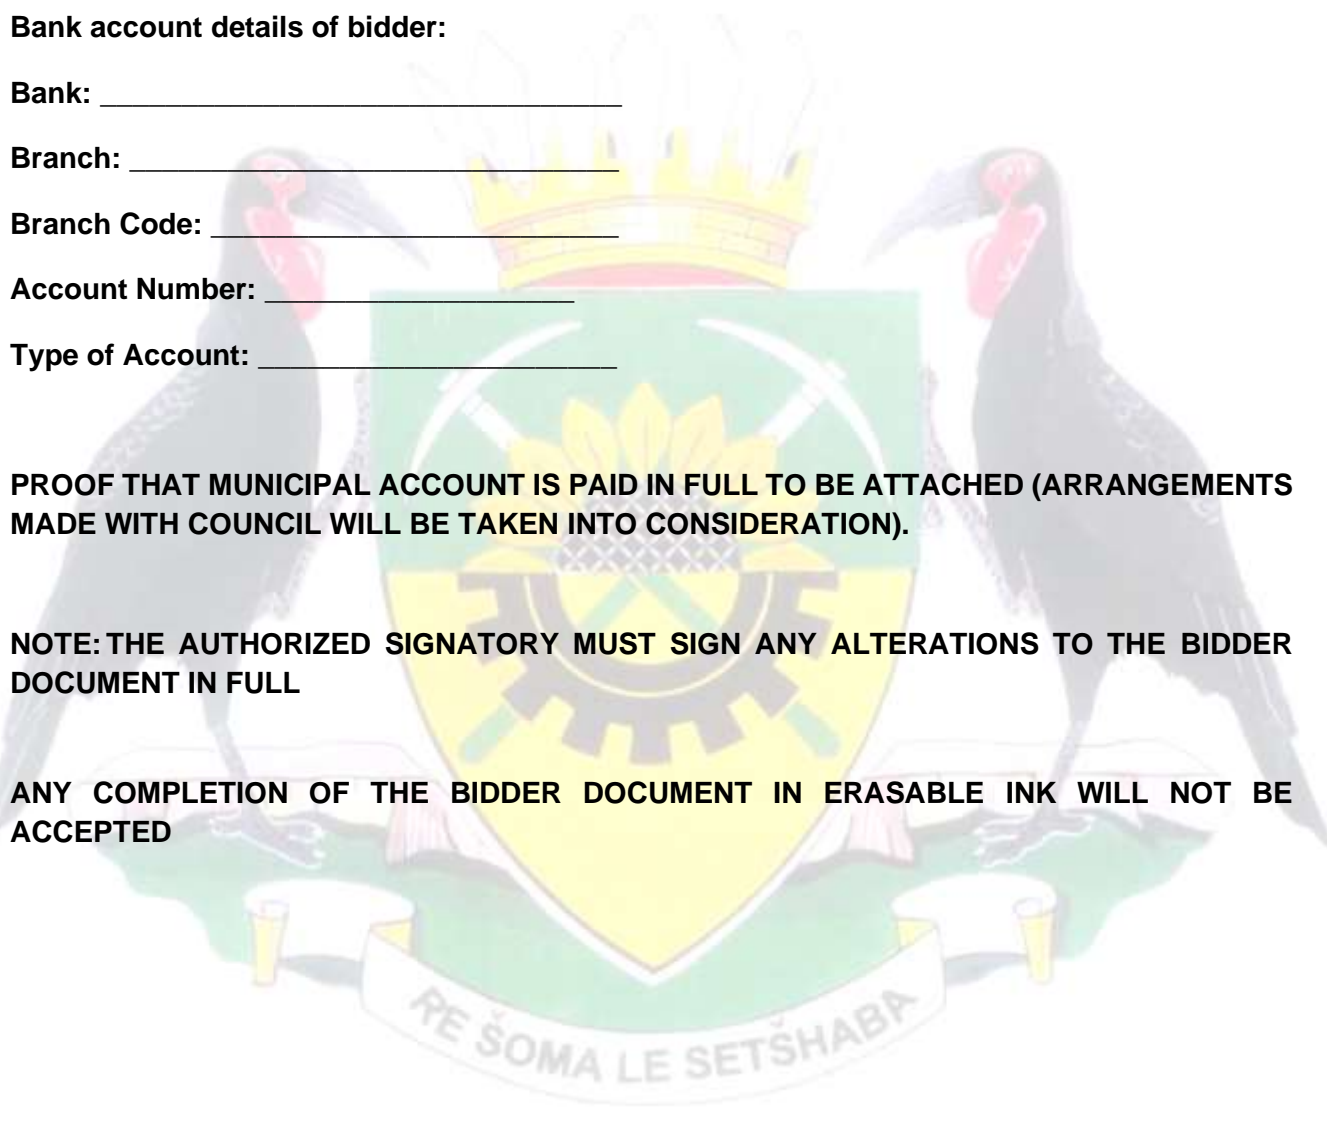 Bank account details of bidder:
Bank: ________________________________
Branch: ______________________________
Branch Code: _________________________
Account Number: ___________________
Type of Account: ______________________
PROOF THAT MUNICIPAL ACCOUNT IS PAID IN FULL TO BE ATTACHED (ARRANGEMENTS
MADE WITH COUNCIL WILL BE TAKEN INTO CONSIDERATION).
NOTE: THE AUTHORIZED SIGNATORY MUST SIGN ANY ALTERATIONS TO THE BIDDER
DOCUMENT IN FULL
ANY COMPLETION OF THE BIDDER DOCUMENT IN ERASABLE INK WILL NOT BE
ACCEPTED
RE ŠOMA LE SETŠHABA